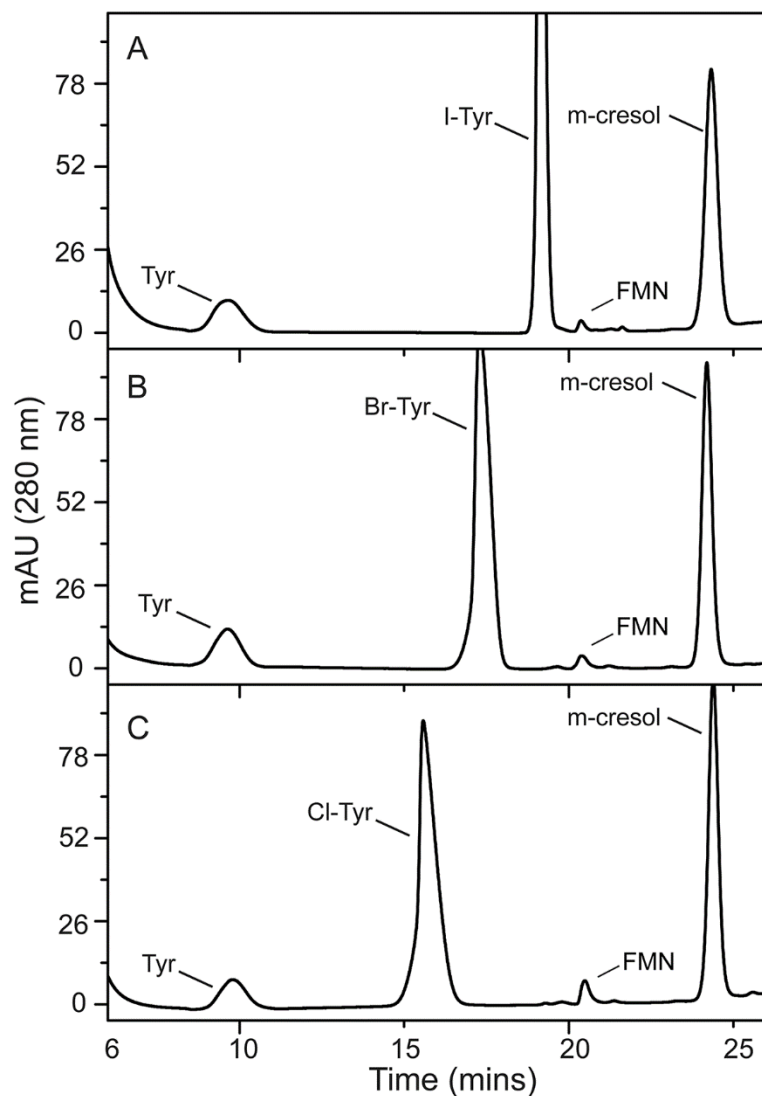 A
78
I-Tyr
m-cresol
52
26
Tyr
FMN
0
B
m-cresol
Br-Tyr
78
52
26
Tyr
FMN
0
mAU (280 nm)
C
m-cresol
78
Cl-Tyr
52
26
Tyr
FMN
0
6 10 15 20 25
Time (mins)